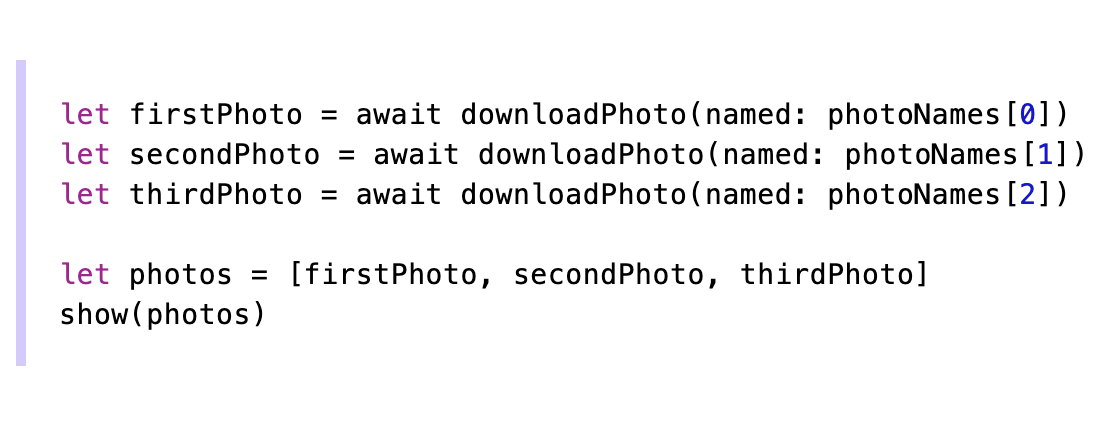 let firstPhoto = await downloadPhoto(named: photoNames[0])
let secondPhoto = await downloadPhoto(named: photoNames[1])
let thirdPhoto = await downloadPhoto(named: photoNames[2])

let photos = [firstPhoto, secondPhoto, thirdPhoto]
show(photos)